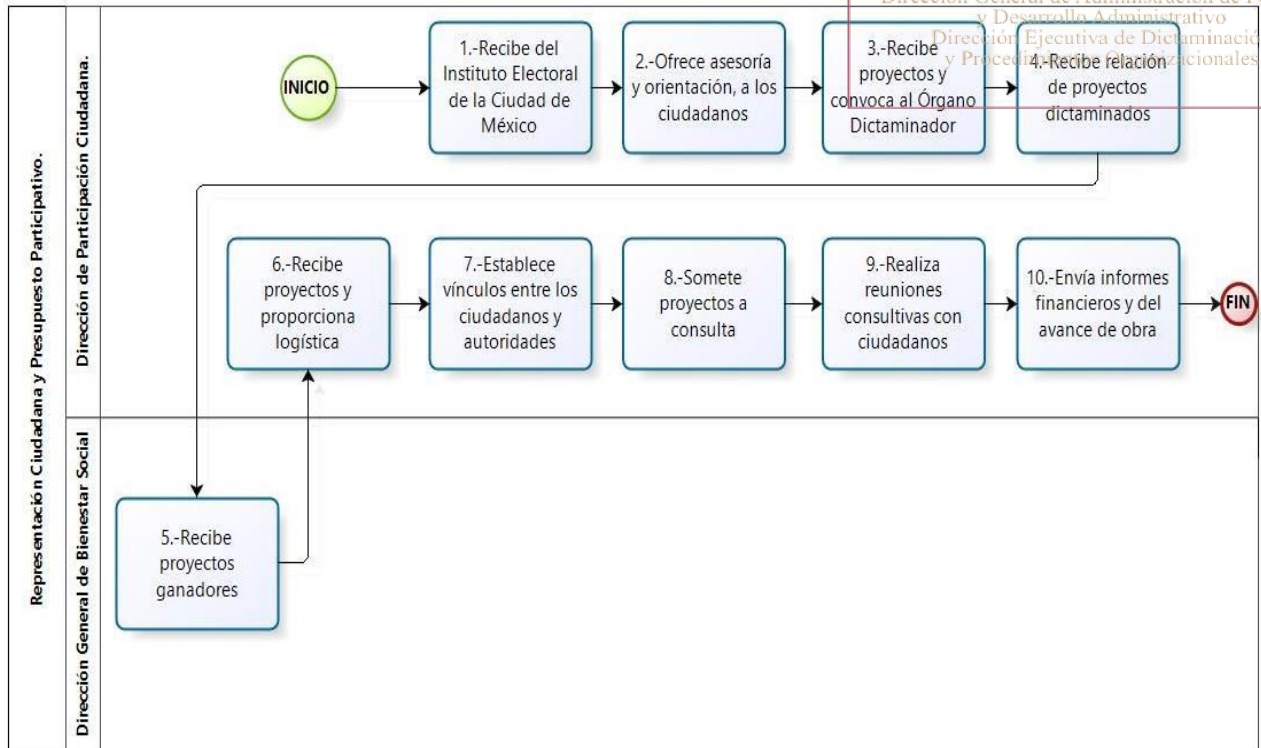 Dirección General de Administración de
y Desarrollo Administrativo
Dirección Ejecutiva de
y Organizacionales
Representación Ciudadana y Presupuesto Participativo.
Dirección de Participación Ciudadana.
INICIO
1.-Recibe del
Instituto Electoral
de la Ciudad de
México
2.-Ofrece asesoría
y orientación, a los
ciudadanos
3.-Recibe
proyectos y
convoca al Órgano
Dictaminador
4.-Recibe relación
de proyectos
dictaminados
6.-Recibe
proyectos y
proporciona
logística
7.-Establece
vínculos entre los
ciudadanos y
autoridades
8.-Somete
proyectos a
consulta
9.-Realiza
reuniones
consultivas con
ciudadanos
10.-Envía informes
financieros y del
avance de obra
FIN
Dirección General de Bienestar Social
5.-Recibe
proyectos
ganadores